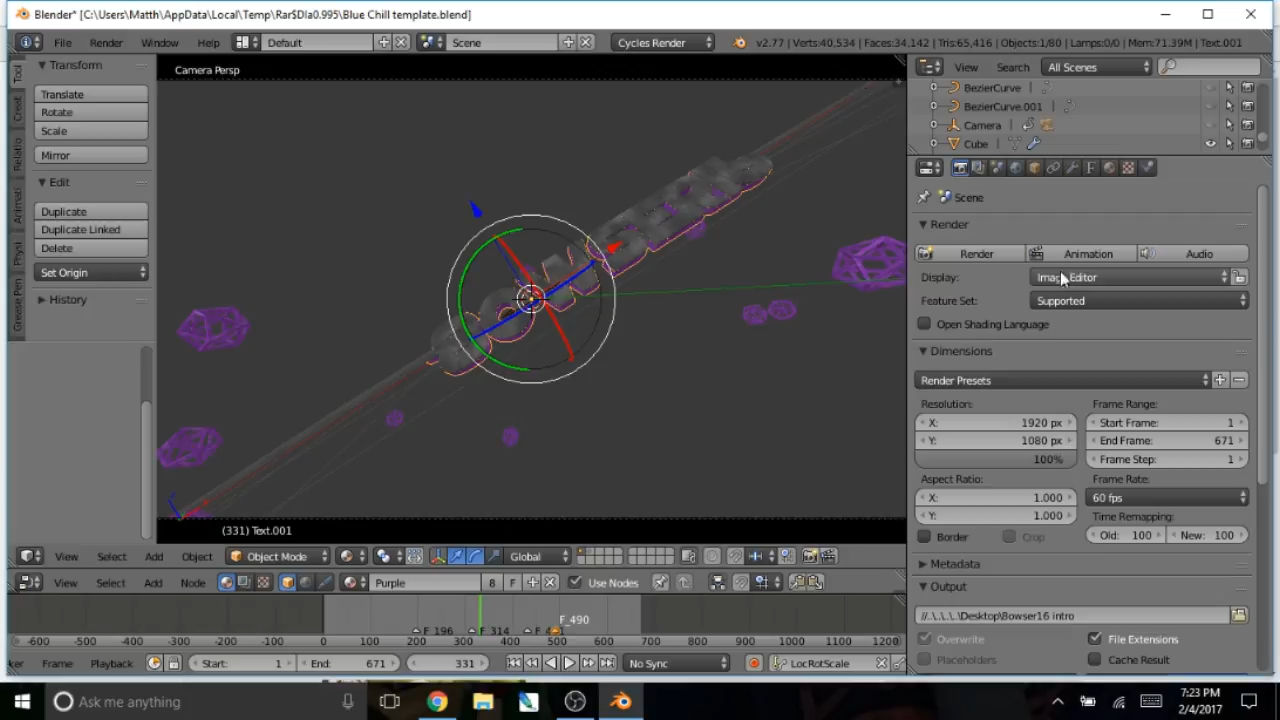 Blender* [C:\Users\Matth\AppData\Local\Temp\Rar$DIa0.995\Blue Chill template.blend]
File Render Window Help Default Scene Cycles Render v2.77 | Verts:40,534 | Faces:34,142 | Tris:65,416 | Objects:1/80 | Lamps:0/0 | Mem:71.39M | Text.001
Transform
Translate
Rotate
Scale
Mirror
Edit
Duplicate
Duplicate Linked
Delete
Set Origin
History
Tool
Creat
Relatio
Animati
Physi
Grease Pen
Camera Persp
(331) Text.001
View Search All Scenes
BezierCurve
BezierCurve.001
Camera
Cube
Scene
Render
Render Animation Audio
Display: Editor
Feature Set: Supported
Open Shading Language
Dimensions
Render Presets
Resolution: Frame Range:
X: 1920 px Start Frame: 1
Y: 1080 px End Frame: 671
100% Frame Step: 1
Aspect Ratio: Frame Rate:
X: 1.000 60 fps
Y: 1.000 Time Remapping:
Border Crop Old: 100 New: 100
Metadata
Output
//..\..\..\..\Desktop\Bowser16 intro
Overwrite File Extensions
Placeholders Cache Result
View Select Add Object Object Mode Global
View Select Add Node Purple 8 F Use Nodes
F_490
F_196 F_314
-600 -500 -400 -300 -200 -100 0 100 200 300 400 500 600 700 800 900 1000 1100 1200
ker Frame Playback Start: 1 End: 671 331 No Sync LocRotScale
Ask me anything
7:23 PM
2/4/2017